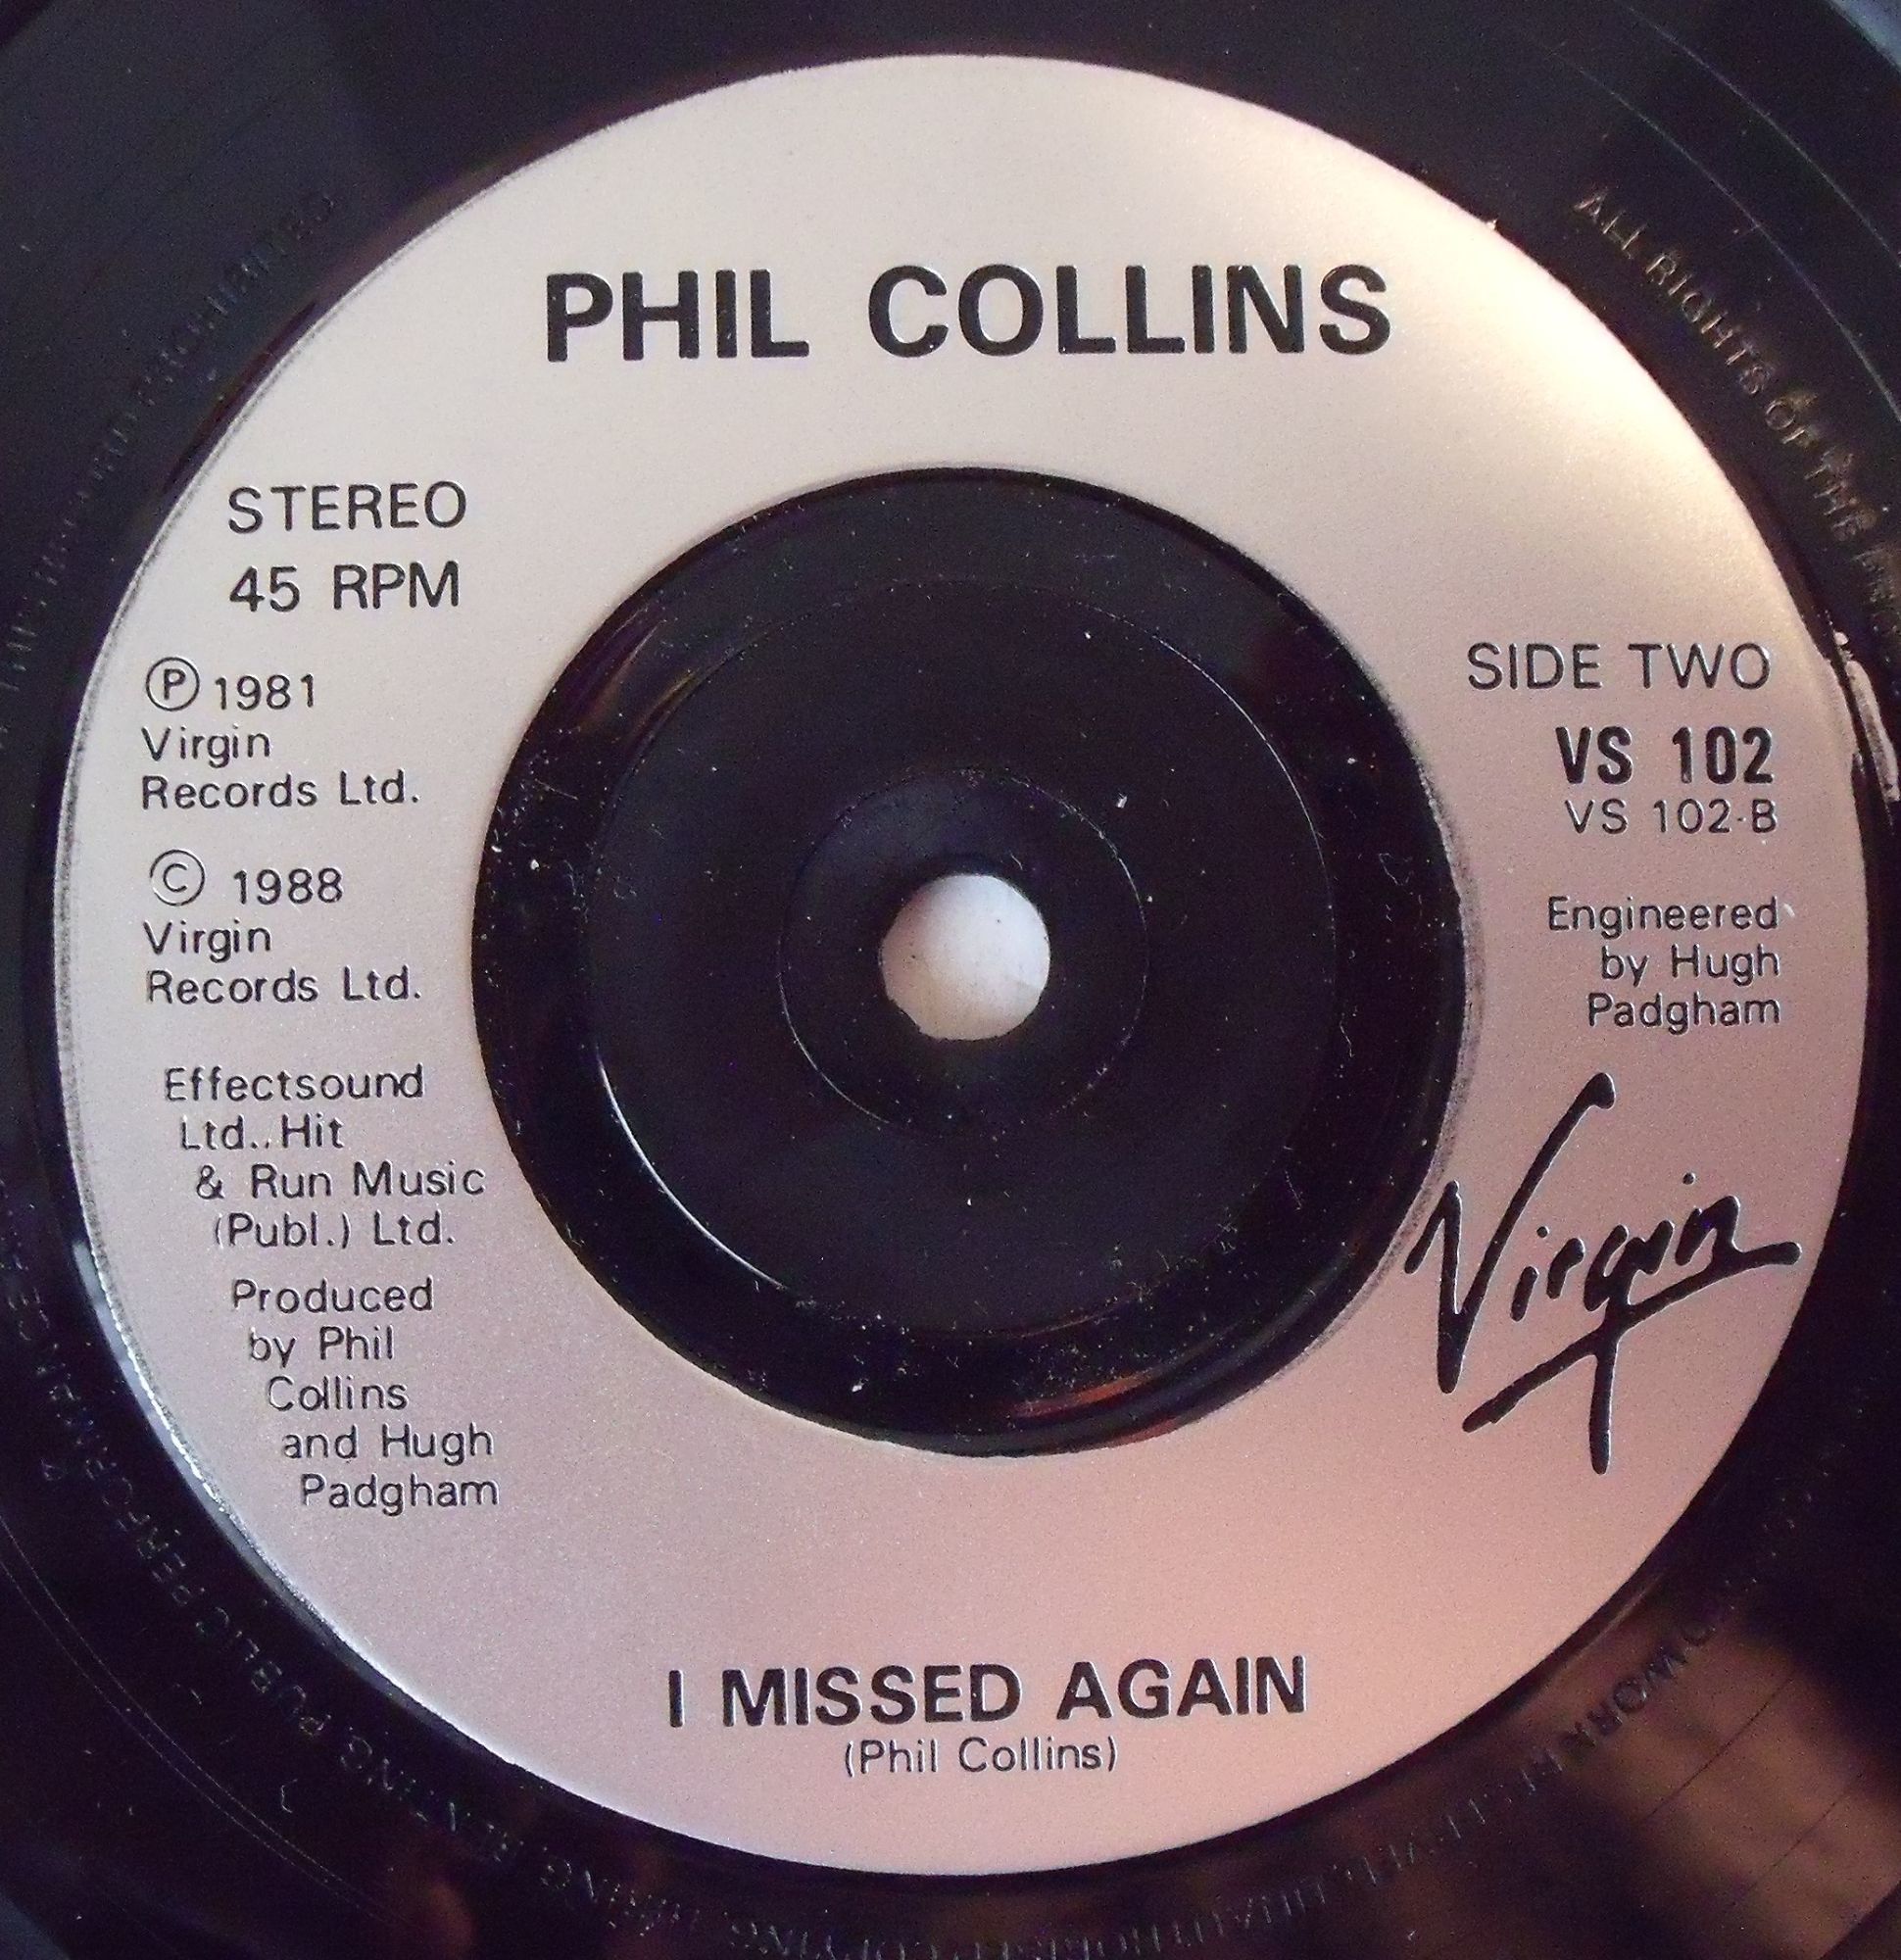 PHIL COLLINS
STEREO
45 RPM
Ⓟ 1981
Virgin
Records Ltd.
© 1988
Virgin
Records Ltd.
Effectsound
Ltd., Hit
& Run Music
(Publ.) Ltd.
Produced
by Phil
Collins
and Hugh
Padgham
SIDE TWO
VS 102
VS 102-B
Engineered
by Hugh
Padgham
Virgin
I MISSED AGAIN
(Phil Collins)
ALL RIGHTS OF THE